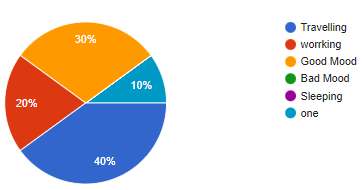 30%
10%
20%
40%
Travelling
worrking
Good Mood
Bad Mood
Sleeping
one